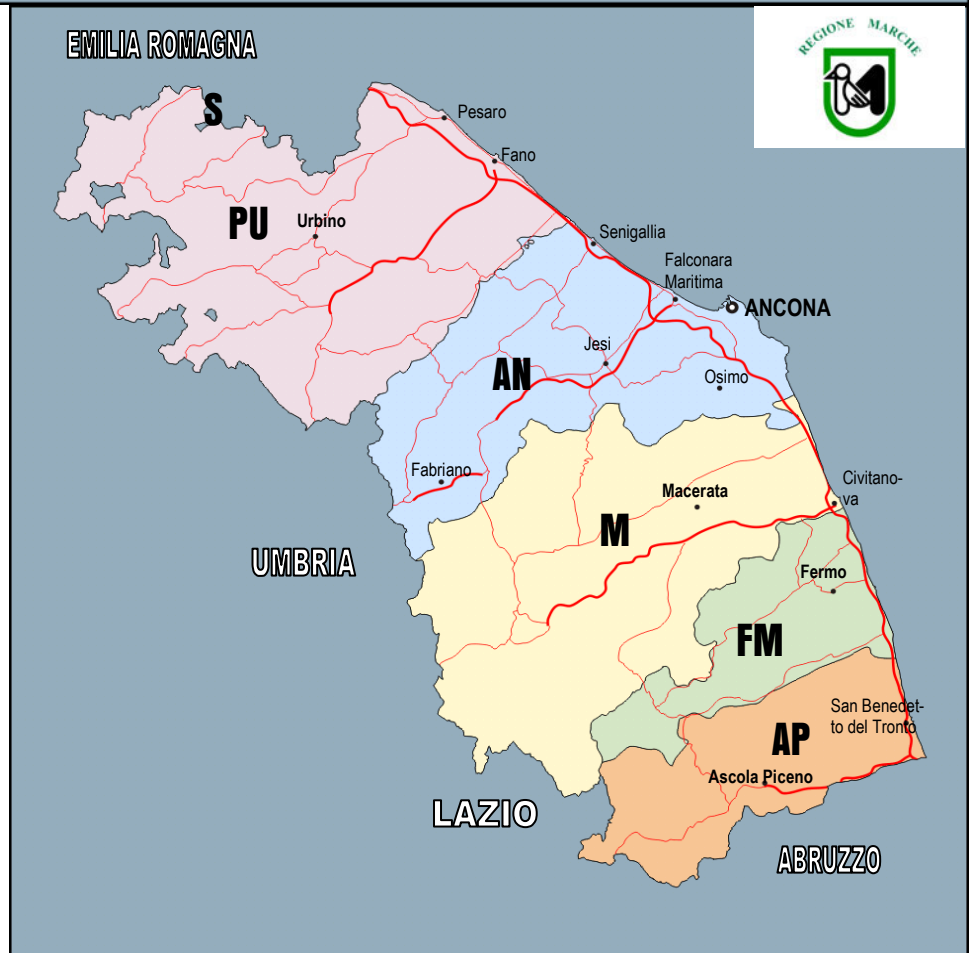 REGIONE MARCHE
EMILIA ROMAGNA
S
Pesaro
Fano
PU
Urbino
Senigallia
Falconara
Maritima
ANCONA
Jesi
AN
Osimo
Fabriano
Civitano-
va
Macerata
M
UMBRIA
Fermo
FM
San Benedet-
to del Tronto
AP
Ascola Piceno
LAZIO
ABRUZZO